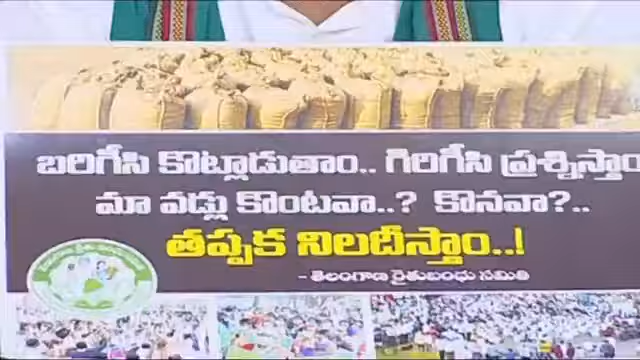 బరిగీసి కొట్లాడుతాం.. గిరిగీసి ప్రశ్నిస్తాం
మా వడ్లు కొంటవా..? కొనవా?..
తప్పక నిలదీస్తాం..!
- తెలంగాణ రైతుబంధు సమితి